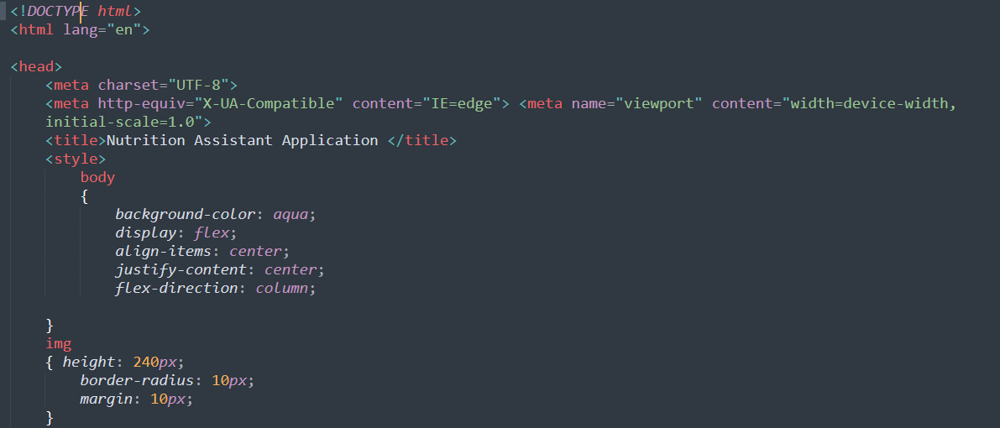 <!DOCTYPE html>
<html lang="en">
<head>
<meta charset="UTF-8">
<meta http-equiv="X-UA-Compatible" content="IE=edge"> <meta name="viewport" content="width=device-width,
initial-scale=1.0">
<title>Nutrition Assistant Application </title>
<style>
body
{
background-color: aqua;
display: flex;
align-items: center;
justify-content: center;
flex-direction: column;
}
img
{ height: 240px;
border-radius: 10px;
margin: 10px;
}